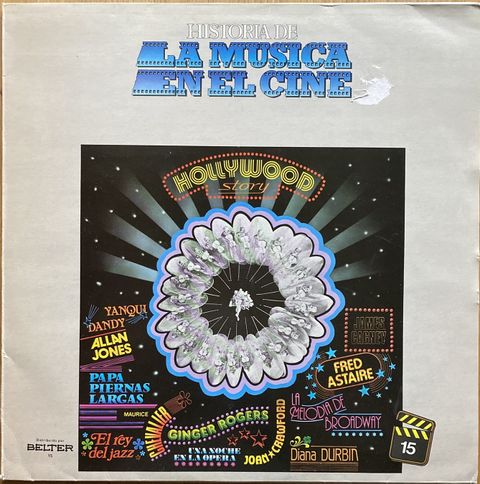 HISTORIA DE
LA MUSICA
EN EL CINE
HOLLYWOOD
story
YANQUI
DANDY
ALLAN
JONES
PAPA
PIERNAS
LARGAS
MAURICE
CHEVALIER
El rey
del jazz
GINGER ROGERS
UNA NOCHE
EN LA OPERA
JOAN CRAWFORD
JAMES
CAGNEY
FRED
ASTAIRE
LA
MELODIA DE
BROADWAY
Diana DURBIN
15
Distribuido por
BELTER